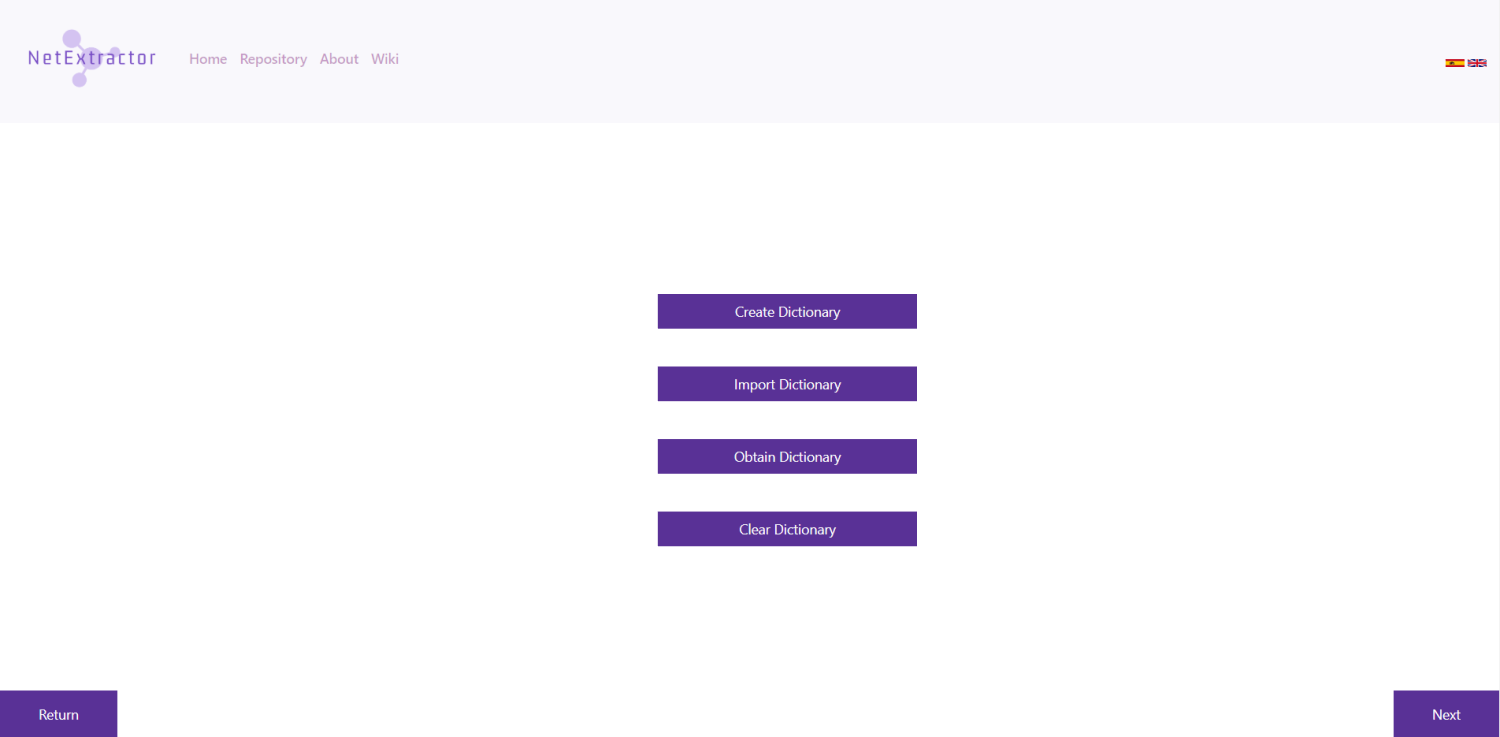 NetExtractor
Home Repository About Wiki
Create Dictionary
Import Dictionary
Obtain Dictionary
Clear Dictionary
Return
Next